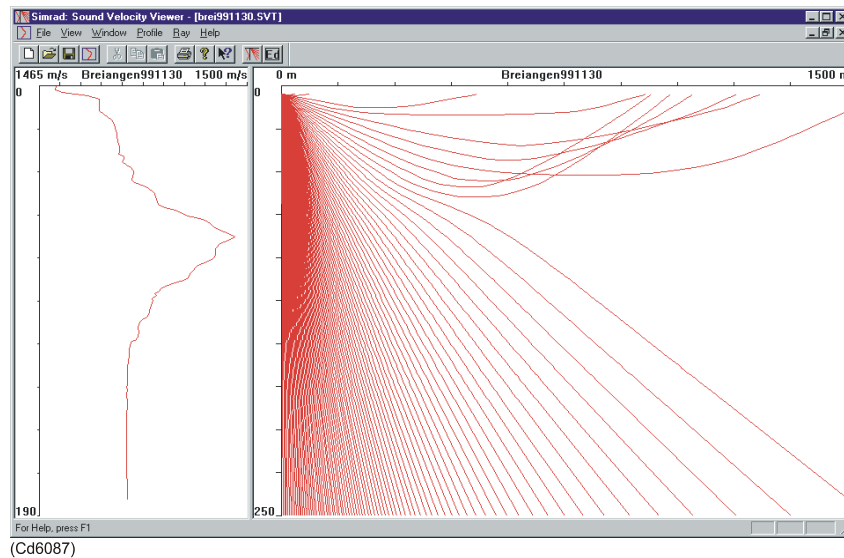 Simrad: Sound Velocity Viewer - [brei991130.SVT]
File View Window Profile Ray Help
Ed
1465 m/s Breiangen991130 1500 m/s
0
190
0 m Breiangen991130 1500 m
0
250
For Help, press F1
(Cd6087)